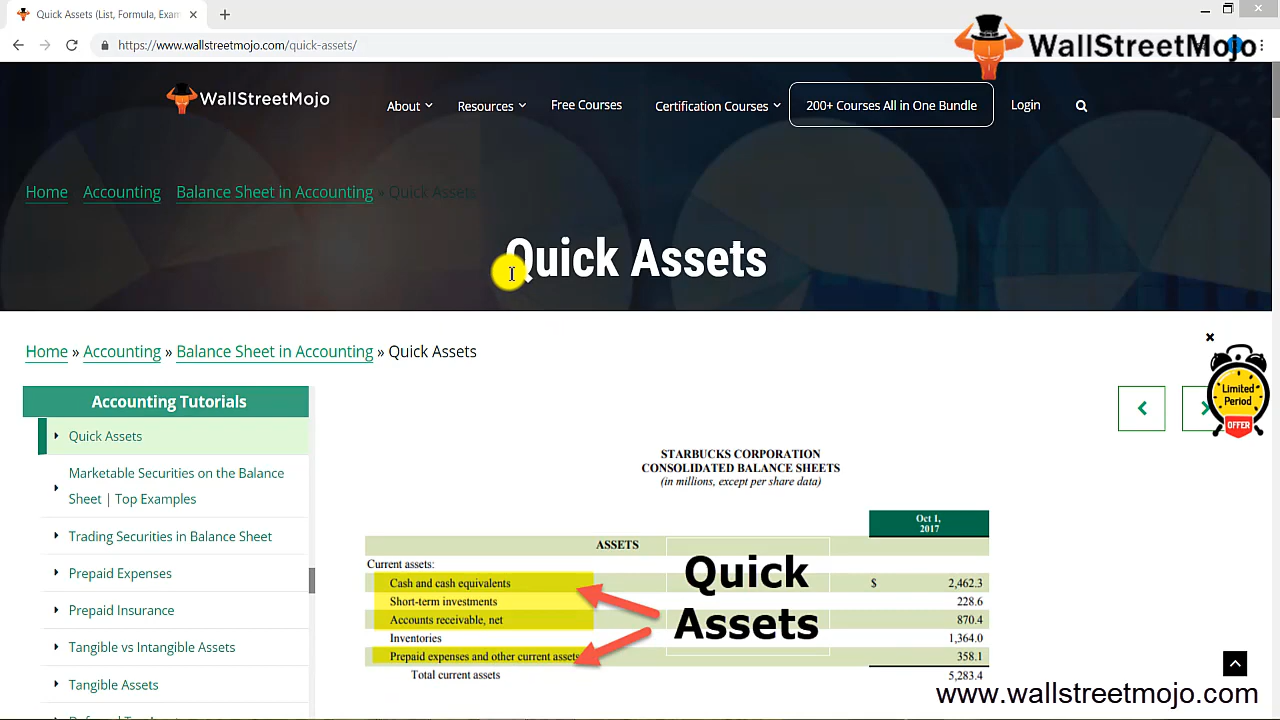 Quick Assets (List, Formula, Exam
https://www.wallstreetmojo.com/quick-assets/
WallStreetMojo
WallStreetMojo
About
Resources
Free Courses
Certification Courses
200+ Courses All in One Bundle
Login
Home Accounting Balance Sheet in Accounting » Quick Assets
Quick Assets
Home » Accounting » Balance Sheet in Accounting » Quick Assets
Limited
Period
OFFER
Accounting Tutorials
Quick Assets
Marketable Securities on the Balance
Sheet | Top Examples
Trading Securities in Balance Sheet
Prepaid Expenses
Prepaid Insurance
Tangible vs Intangible Assets
Tangible Assets
STARBUCKS CORPORATION
CONSOLIDATED BALANCE SHEETS
(in millions, except per share data)
Oct 1,
2017
ASSETS
Current assets:
Cash and cash equivalents $ 2,462.3
Short-term investments 228.6
Accounts receivable, net 870.4
Inventories 1,364.0
Prepaid expenses and other current assets 358.1
Total current assets 5,283.4
Quick
Assets
www.wallstreetmojo.com